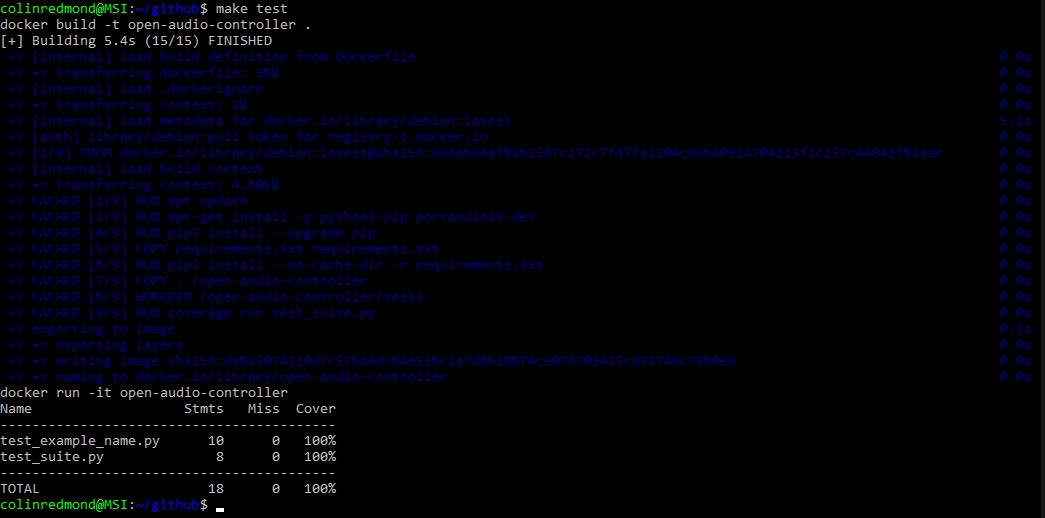 colinredmond@MSI:~/github$ make test
docker build -t open-audio-controller .
[+] Building 5.4s (15/15) FINISHED
=> [internal] load build definition from Dockerfile 0.0s
=> => transferring dockerfile: 38B 0.0s
=> [internal] load .dockerignore 0.0s
=> => transferring context: 2B 0.0s
=> [internal] load metadata for docker.io/library/debian:latest 5.1s
=> [auth] library/debian:pull token for registry-1.docker.io 0.0s
=> [1/9] FROM docker.io/library/debian:latest@sha256:9d4ab94af82b2567c272c7f47fa1204cd9b40914704213f1c257c44042f82aac 0.0s
=> [internal] load build context 0.0s
=> => transferring context: 4.60kB 0.0s
=> CACHED [2/9] RUN apt update 0.0s
=> CACHED [3/9] RUN apt-get install -y python3-pip portaudio19-dev 0.0s
=> CACHED [4/9] RUN pip3 install --upgrade pip 0.0s
=> CACHED [5/9] COPY requirements.txt requirements.txt 0.0s
=> CACHED [6/9] RUN pip3 install --no-cache-dir -r requirements.txt 0.0s
=> CACHED [7/9] COPY . /open-audio-controller 0.0s
=> CACHED [8/9] WORKDIR /open-audio-controller/tests 0.0s
=> CACHED [9/9] RUN coverage run test_suite.py 0.0s
=> exporting to image 0.1s
=> => exporting layers 0.0s
=> => writing image sha256:da825074310d7c57ba4dc84e538c1a7d6b18874ce076703415cd93749c7960e9 0.0s
=> => naming to docker.io/library/open-audio-controller 0.0s
docker run -it open-audio-controller
Name Stmts Miss Cover
------------------------------------------
test_example_name.py 10 0 100%
test_suite.py 8 0 100%
------------------------------------------
TOTAL 18 0 100%
colinredmond@MSI:~/github$